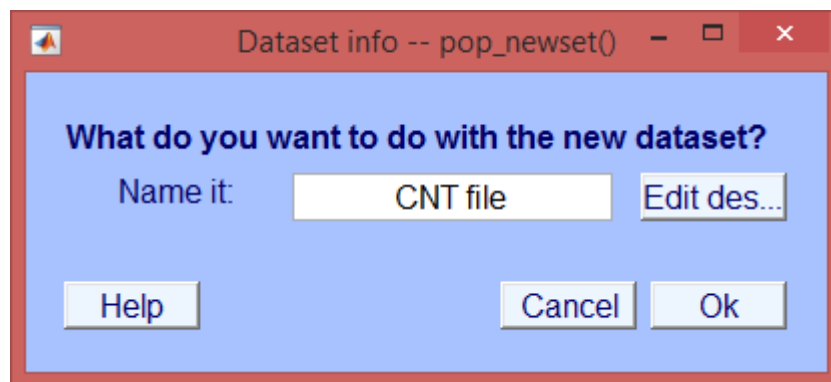 Dataset info -- pop_newset()
What do you want to do with the new dataset?
Name it: CNT file Edit des...
Help Cancel Ok